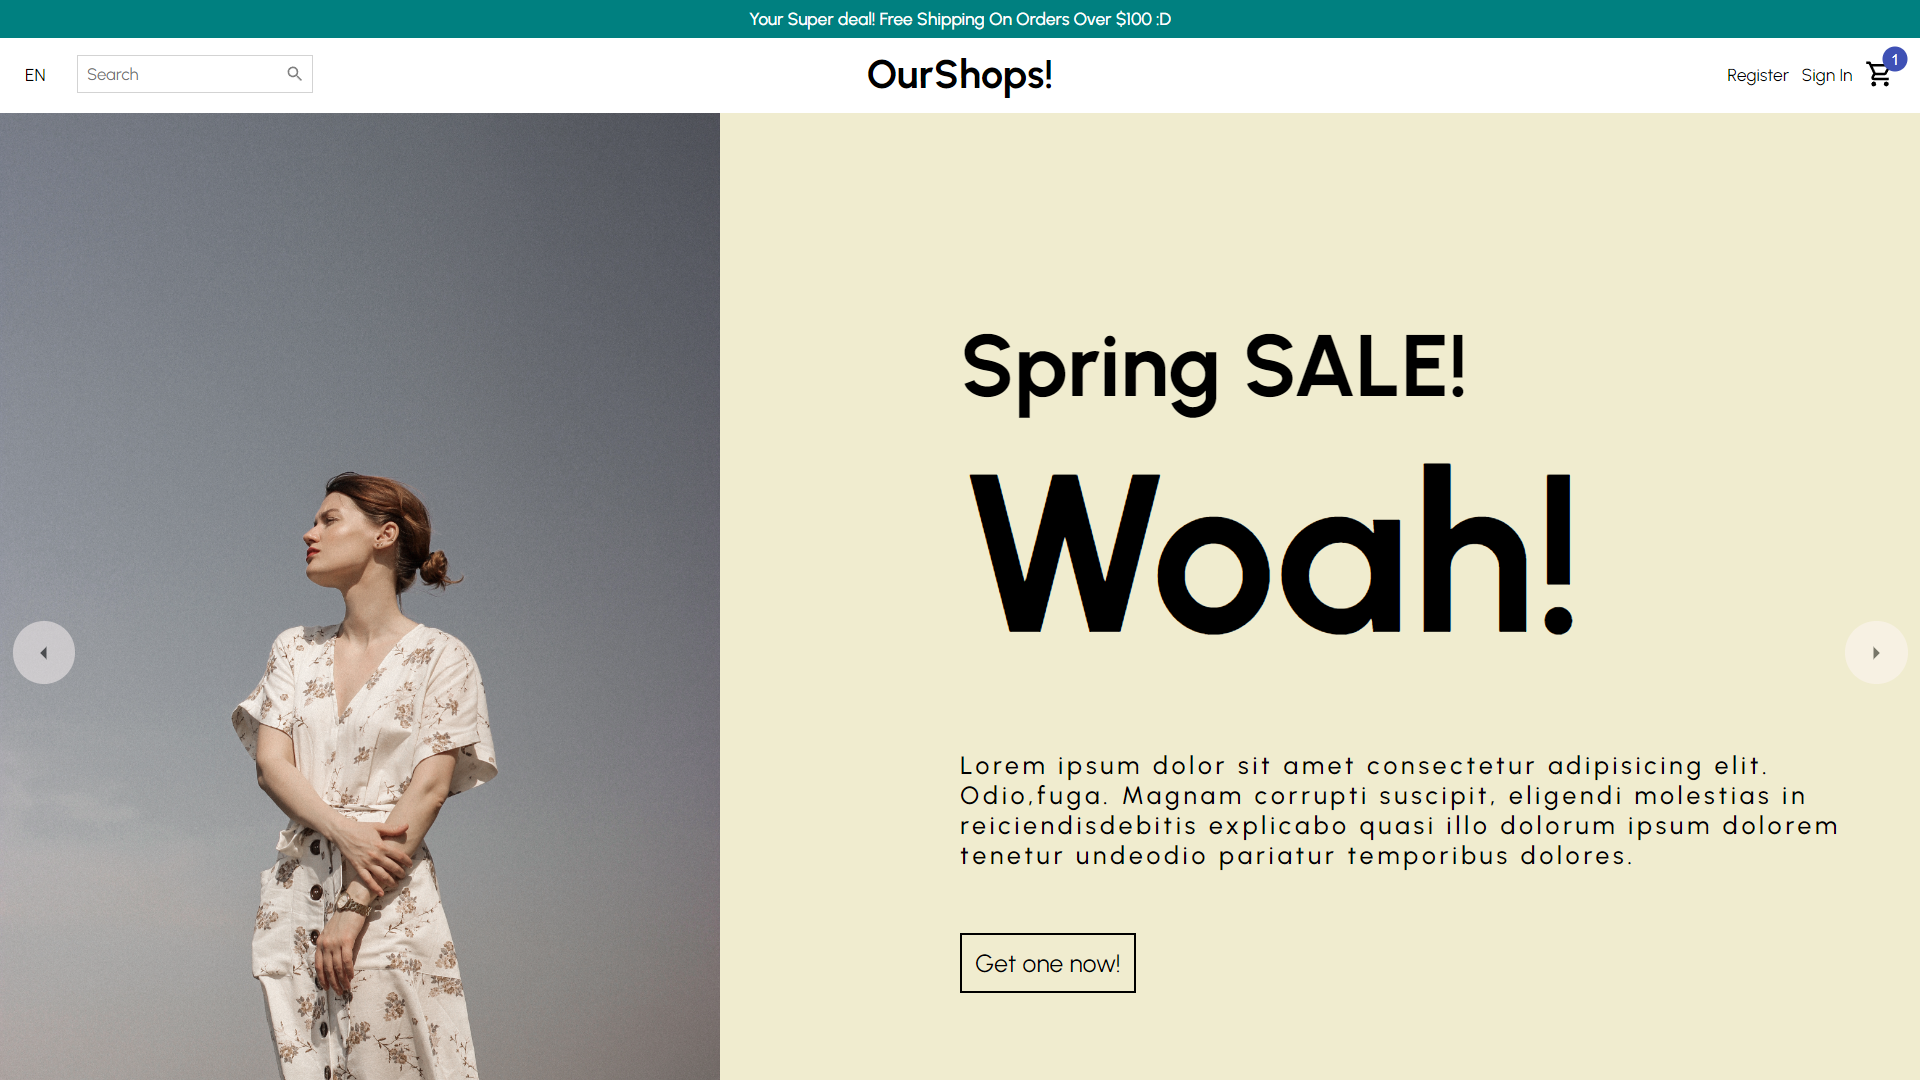 Your Super deal! Free Shipping On Orders Over $100 :D
EN
Search
OurShops!
Register
Sign In
1
Spring SALE!
Woah!
Lorem ipsum dolor sit amet consectetur adipisicing elit.
Odio,fuga. Magnam corrupti suscipit, eligendi molestias in
reiciendisdebitis explicabo quasi illo dolorum ipsum dolorem
tenetur undeodio pariatur temporibus dolores.
Get one now!